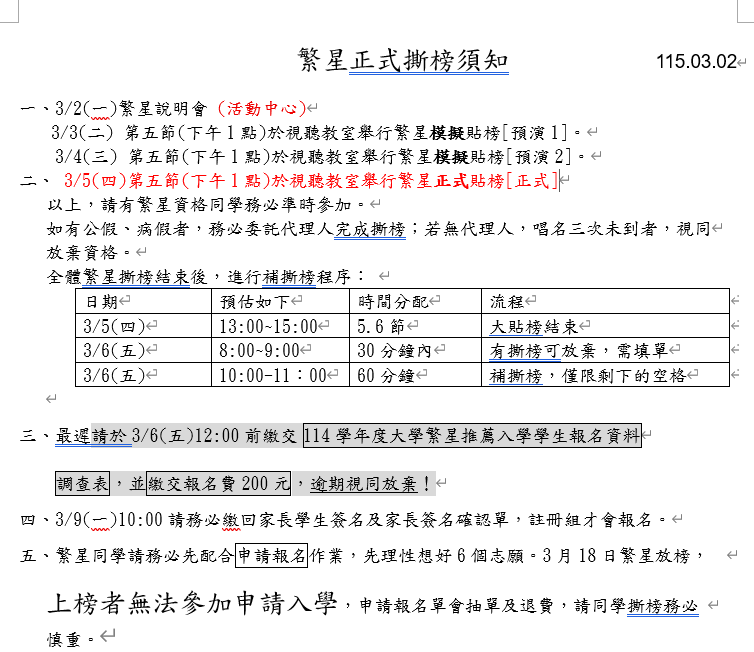 繁星正式撕榜須知 115.03.02
一、3/2(一)繁星說明會 (活動中心)
3/3(二) 第五節(下午1點)於視聽教室舉行繁星模擬貼榜[預演1]。
3/4(三) 第五節(下午1點)於視聽教室舉行繁星模擬貼榜[預演2]。
二、 3/5(四)第五節(下午1點)於視聽教室舉行繁星正式貼榜[正式]
以上，請有繁星資格同學務必準時參加。
如有公假、病假者，務必委託代理人完成撕榜；若無代理人，唱名三次未到者，視同
放棄資格。
全體繁星撕榜結束後，進行補撕榜程序：
日期 預估如下 時間分配 流程
3/5(四) 13:00~15:00 5.6節 大貼榜結束
3/6(五) 8:00~9:00 30分鐘內 有撕榜可放棄，需填單
3/6(五) 10:00-11：00 60分鐘 補撕榜，僅限剩下的空格
三、最遲請於3/6(五)12:00前繳交 114學年度大學繁星推薦入學學生報名資料
調查表，並繳交報名費200元，逾期視同放棄！
四、3/9(一)10:00請務必繳回家長學生簽名及家長簽名確認單，註冊組才會報名。
五、繁星同學請務必先配合申請報名作業，先理性想好6個志願。3月18日繁星放榜，
上榜者無法參加申請入學，申請報名單會抽單及退費，請同學撕榜務必
慎重。